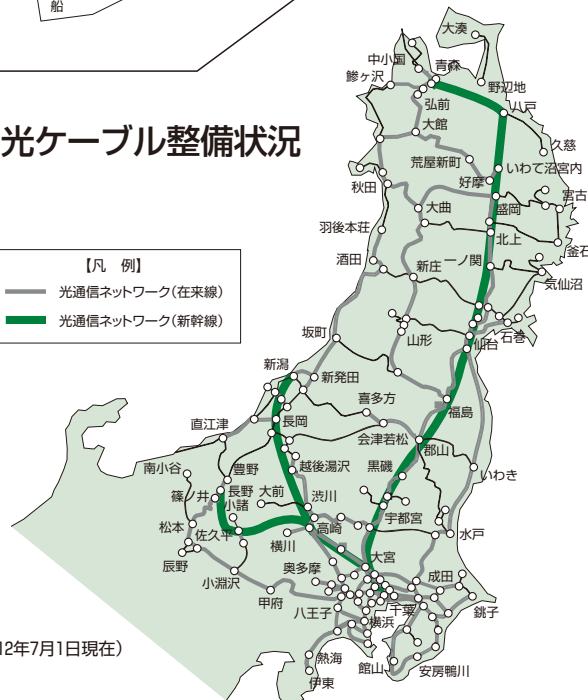 船
光ケーブル整備状況
【凡　例】
光通信ネットワーク（在来線）
光通信ネットワーク（新幹線）
大湊
中小国
青森
鰺ヶ沢
野辺地
弘前
八戸
大館
久慈
荒屋新町
いわて沼宮内
好摩
秋田
宮古
盛岡
大曲
羽後本荘
北上
釜石
酒田
新庄
一ノ関
気仙沼
坂町
山形
石巻
仙台
新潟
新発田
喜多方
福島
長岡
直江津
会津若松
郡山
南小谷
豊野
越後湯沢
黒磯
いわき
篠ノ井
長野
大前
小諸
渋川
宇都宮
松本
佐久平
高崎
水戸
横川
辰野
大宮
小淵沢
奥多摩
成田
甲府
八王子
千葉
銚子
横浜
熱海
館山
安房鴨川
伊東
12年7月1日現在）